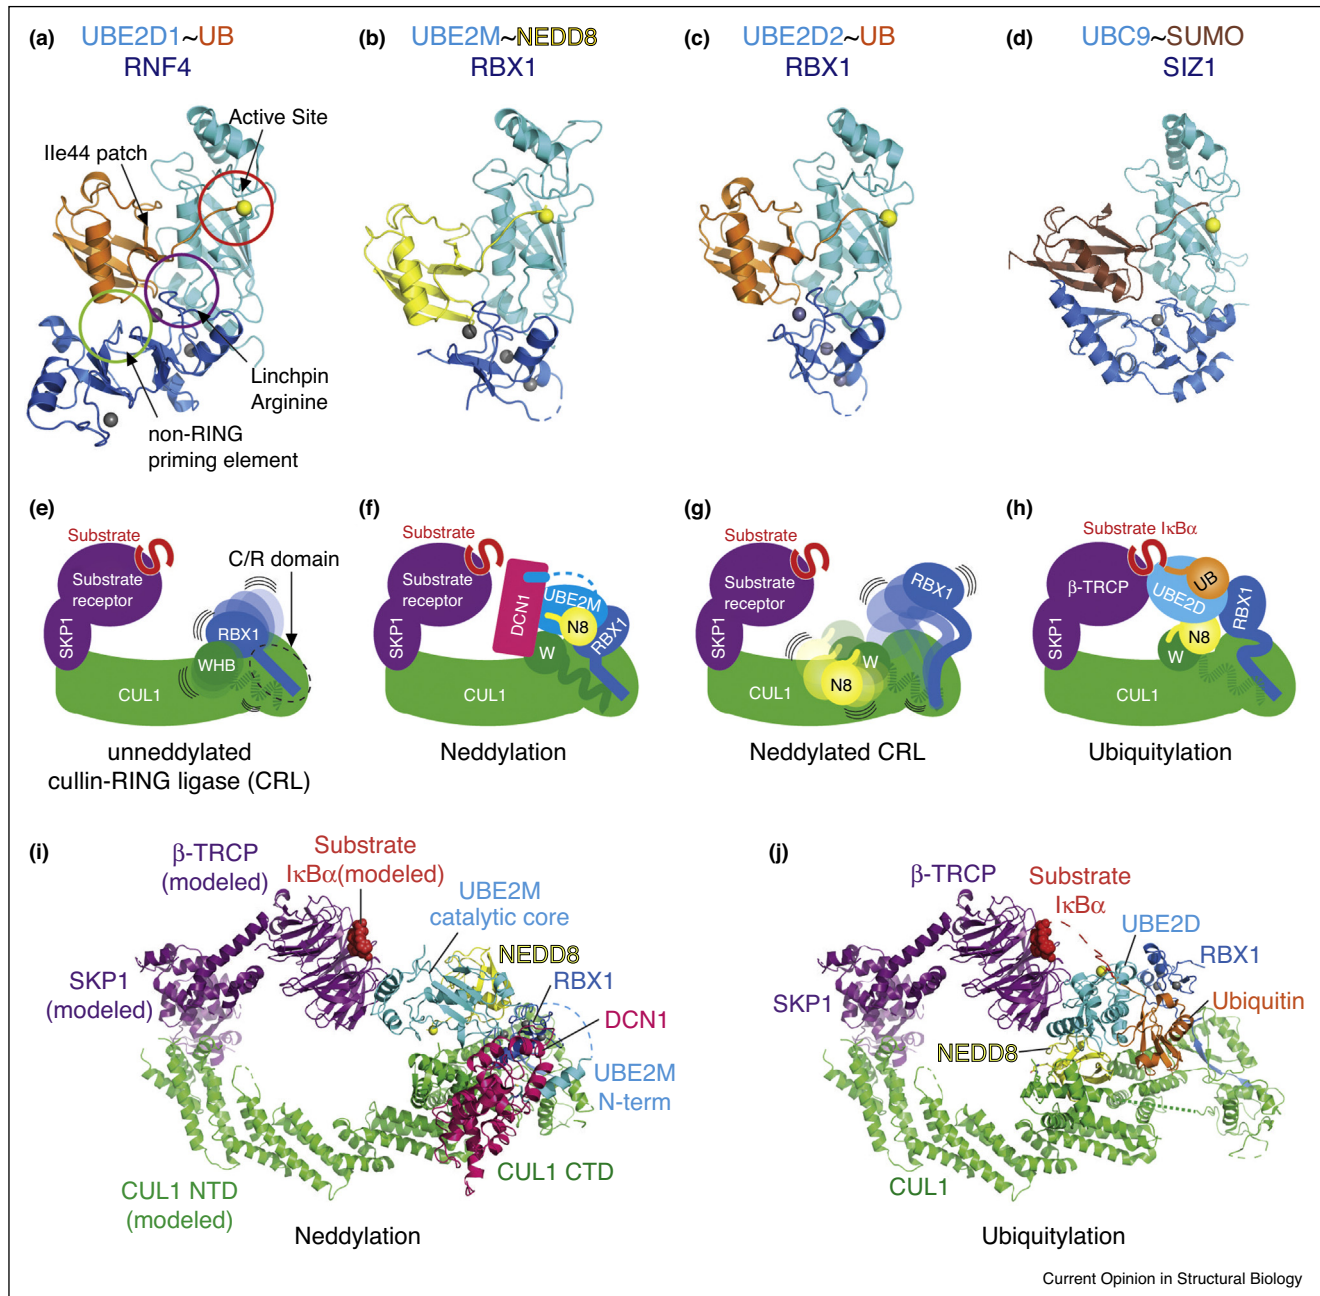 (a) UBE2D1~UB
RNF4
(b) UBE2M~NEDD8
RBX1
(c) UBE2D2~UB
RBX1
(d) UBC9~SUMO
SIZ1
Active Site
Ile44 patch
Linchpin
Arginine
non-RING
priming element
(e)
Substrate
C/R domain
Substrate
receptor
SKP1
RBX1
WHB
CUL1
unneddylated
cullin-RING ligase (CRL)
(f)
Substrate
Substrate
receptor
SKP1
DCN1
UBE2M
N8
RBX1
W
CUL1
Neddylation
(g)
Substrate
Substrate
receptor
SKP1
RBX1
W
N8
CUL1
Neddylated CRL
(h)
Substrate IκBα
β-TRCP
SKP1
UB
UBE2D
RBX1
N8
W
CUL1
Ubiquitylation
(i)
β-TRCP
(modeled)
Substrate
IκBα(modeled)
UBE2M
catalytic core
NEDD8
RBX1
SKP1
(modeled)
DCN1
UBE2M
N-term
CUL1 CTD
CUL1 NTD
(modeled)
Neddylation
(j)
β-TRCP
Substrate
IκBα
UBE2D
RBX1
SKP1
Ubiquitin
NEDD8
CUL1
Ubiquitylation
Current Opinion in Structural Biology